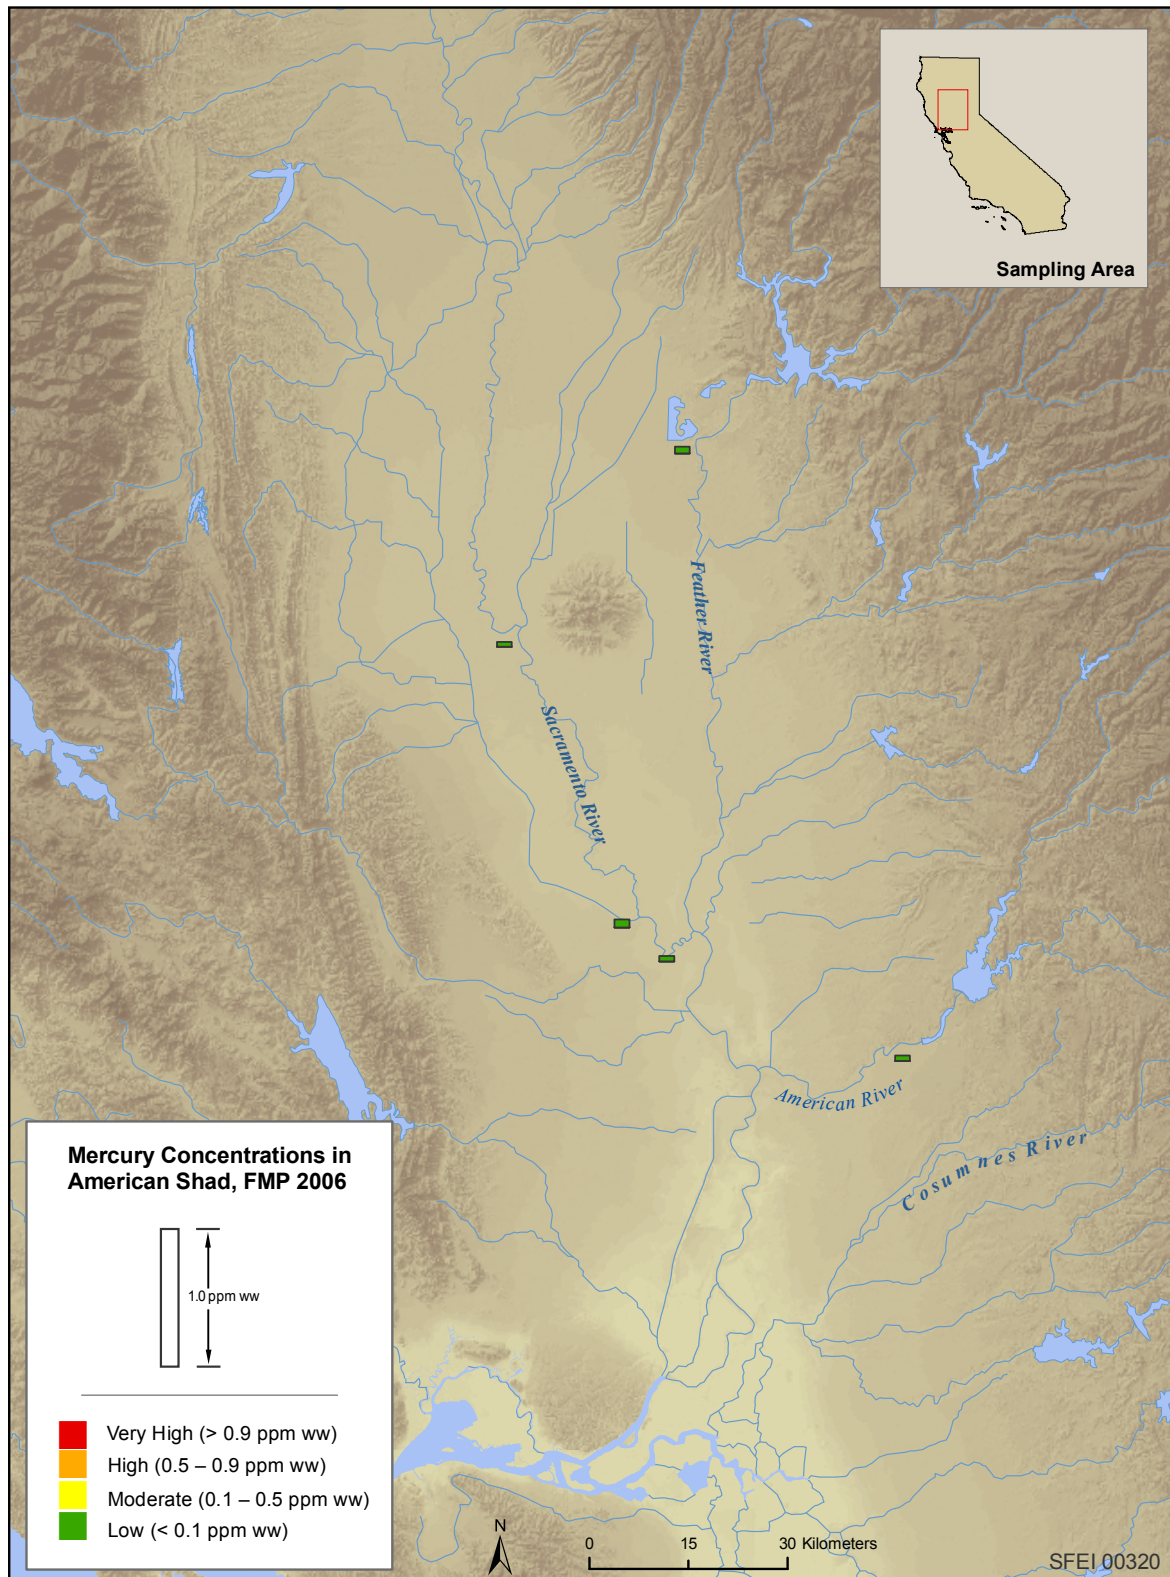 Sampling Area
Feather River
Sacramento River
American River
Cosumnes River
Mercury Concentrations in
American Shad, FMP 2006
1.0 ppm ww
Very High (> 0.9 ppm ww)
High (0.5 – 0.9 ppm ww)
Moderate (0.1 – 0.5 ppm ww)
Low (< 0.1 ppm ww)
N
0 15 30 Kilometers
SFEI 00320